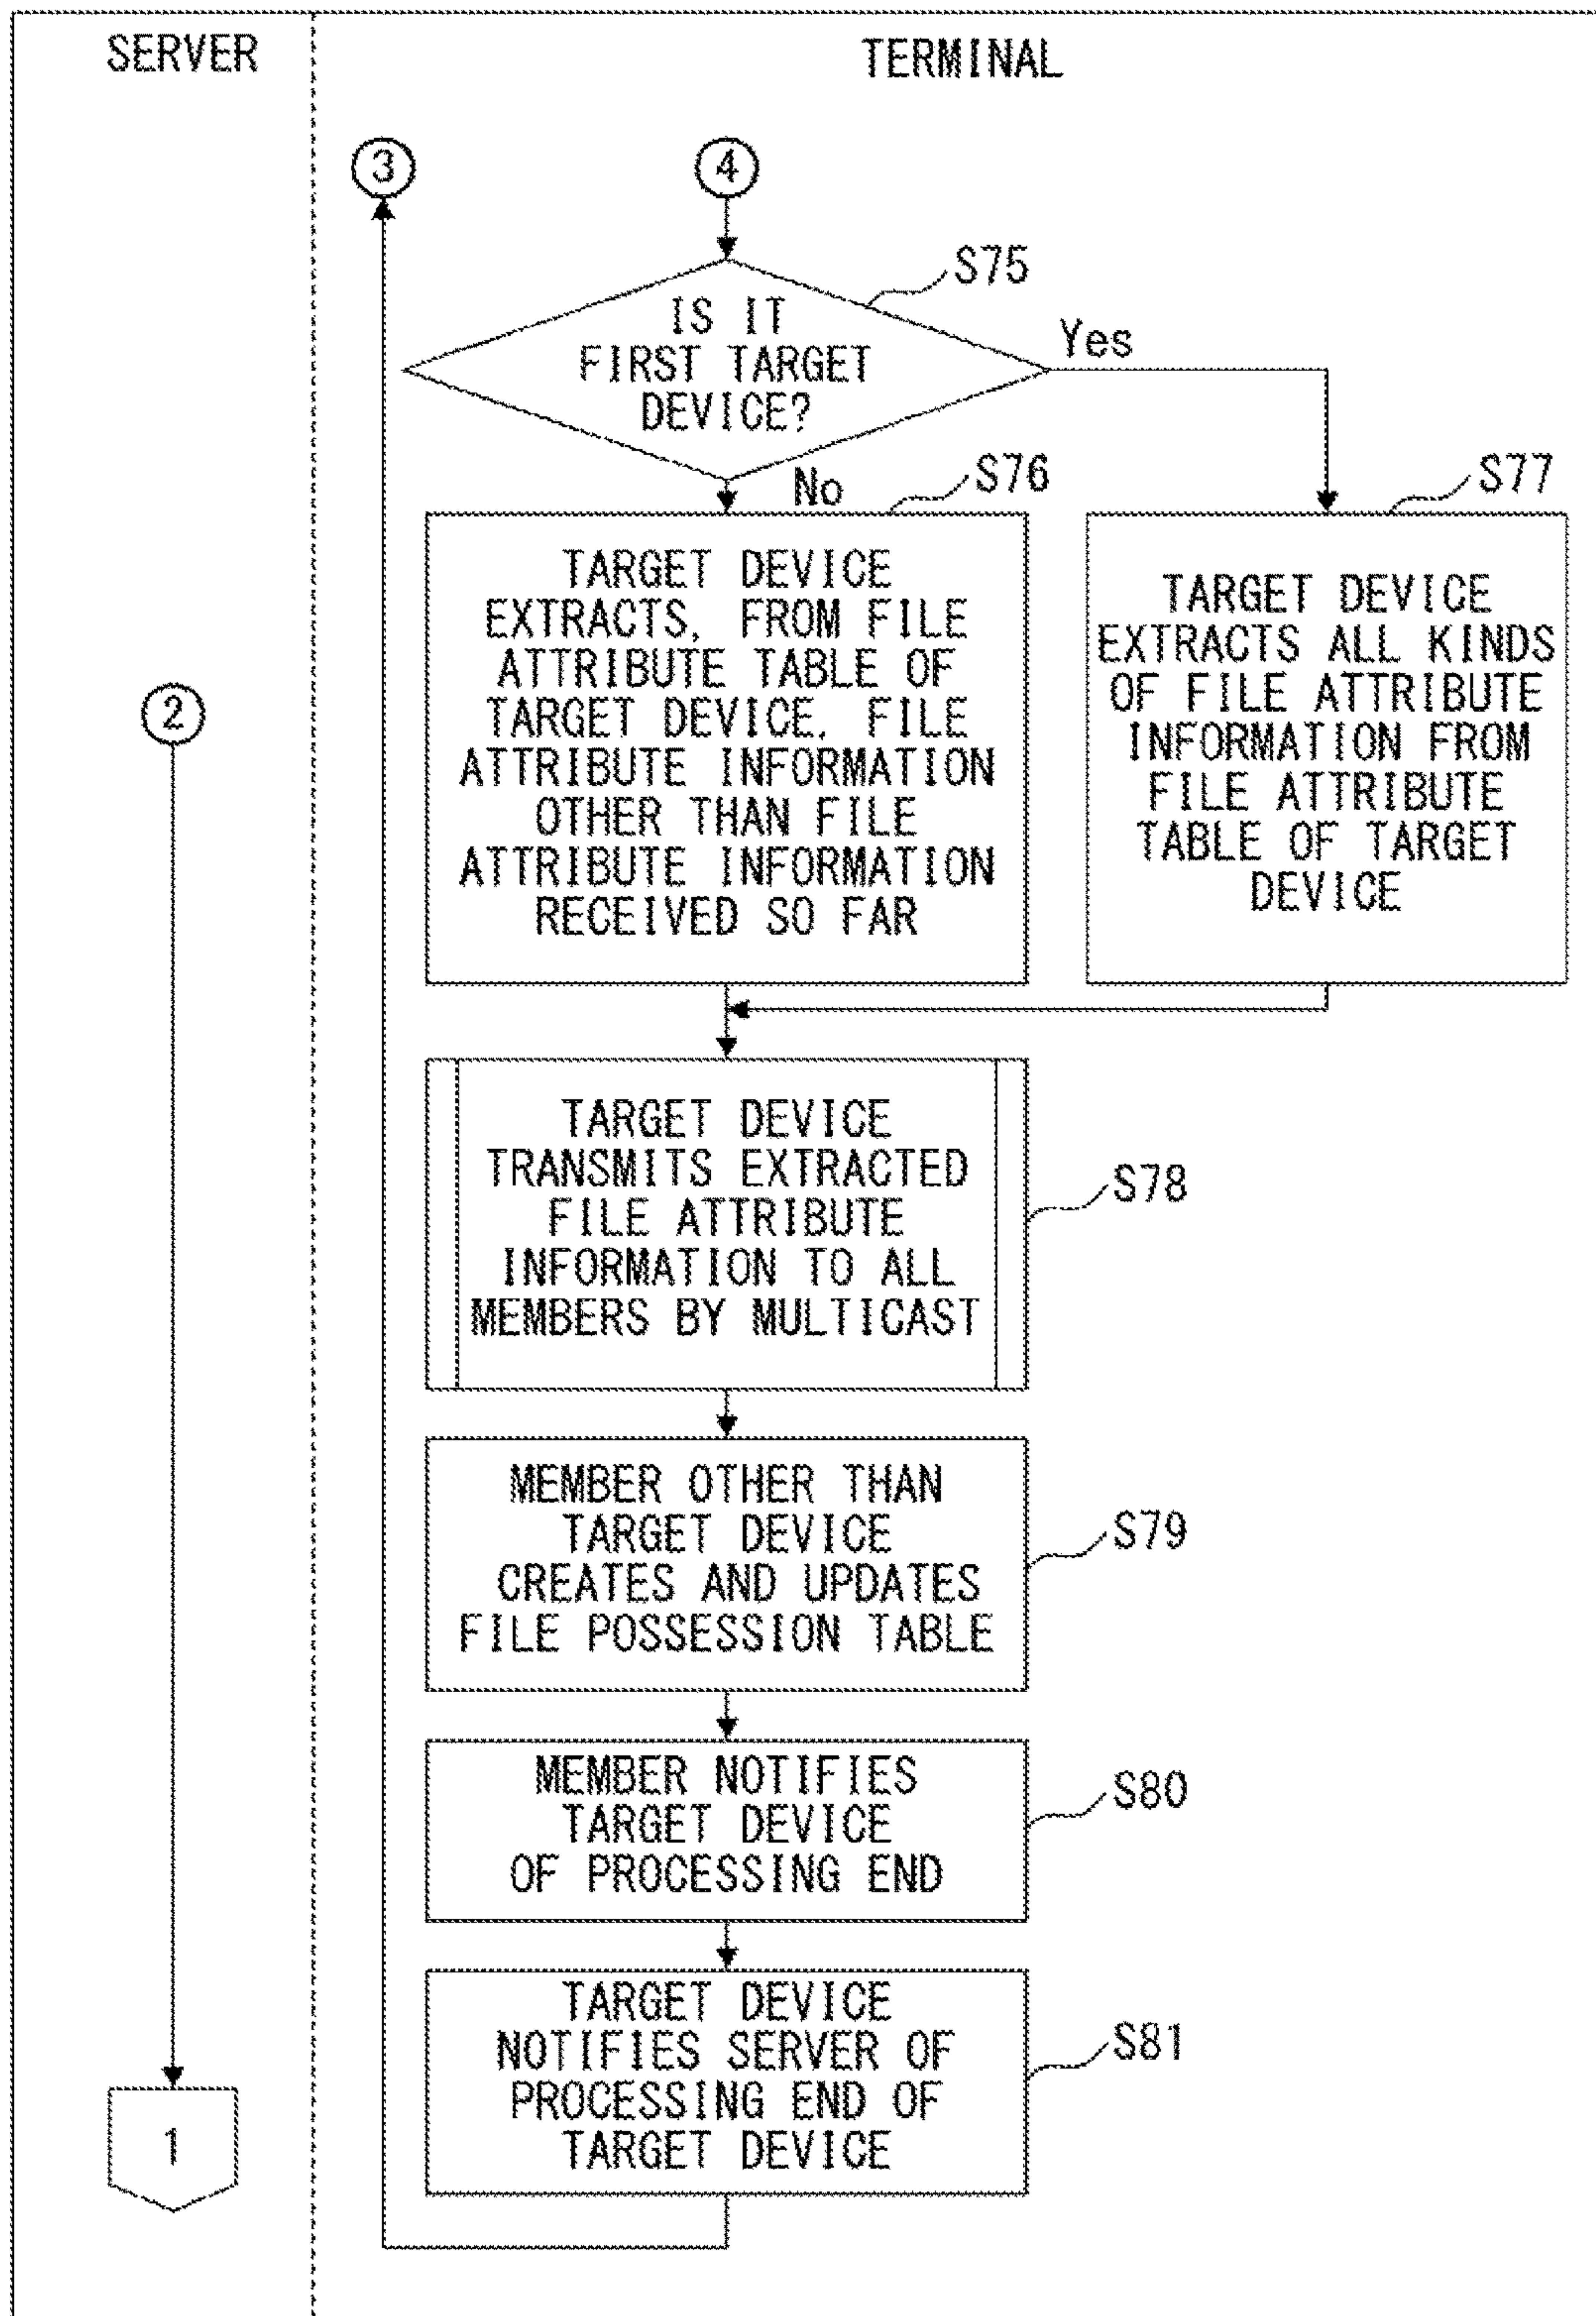 SERVER
TERMINAL
3
4
S75
IS IT
FIRST TARGET
DEVICE?
Yes
No
S76
S77
TARGET DEVICE
EXTRACTS, FROM FILE
ATTRIBUTE TABLE OF
TARGET DEVICE, FILE
ATTRIBUTE INFORMATION
OTHER THAN FILE
ATTRIBUTE INFORMATION
RECEIVED SO FAR
TARGET DEVICE
EXTRACTS ALL KINDS
OF FILE ATTRIBUTE
INFORMATION FROM
FILE ATTRIBUTE
TABLE OF TARGET
DEVICE
2
TARGET DEVICE
TRANSMITS EXTRACTED
FILE ATTRIBUTE
INFORMATION TO ALL
MEMBERS BY MULTICAST
S78
MEMBER OTHER THAN
TARGET DEVICE
CREATES AND UPDATES
FILE POSSESSION TABLE
S79
MEMBER NOTIFIES
TARGET DEVICE
OF PROCESSING END
S80
TARGET DEVICE
NOTIFIES SERVER OF
PROCESSING END OF
TARGET DEVICE
S81
1